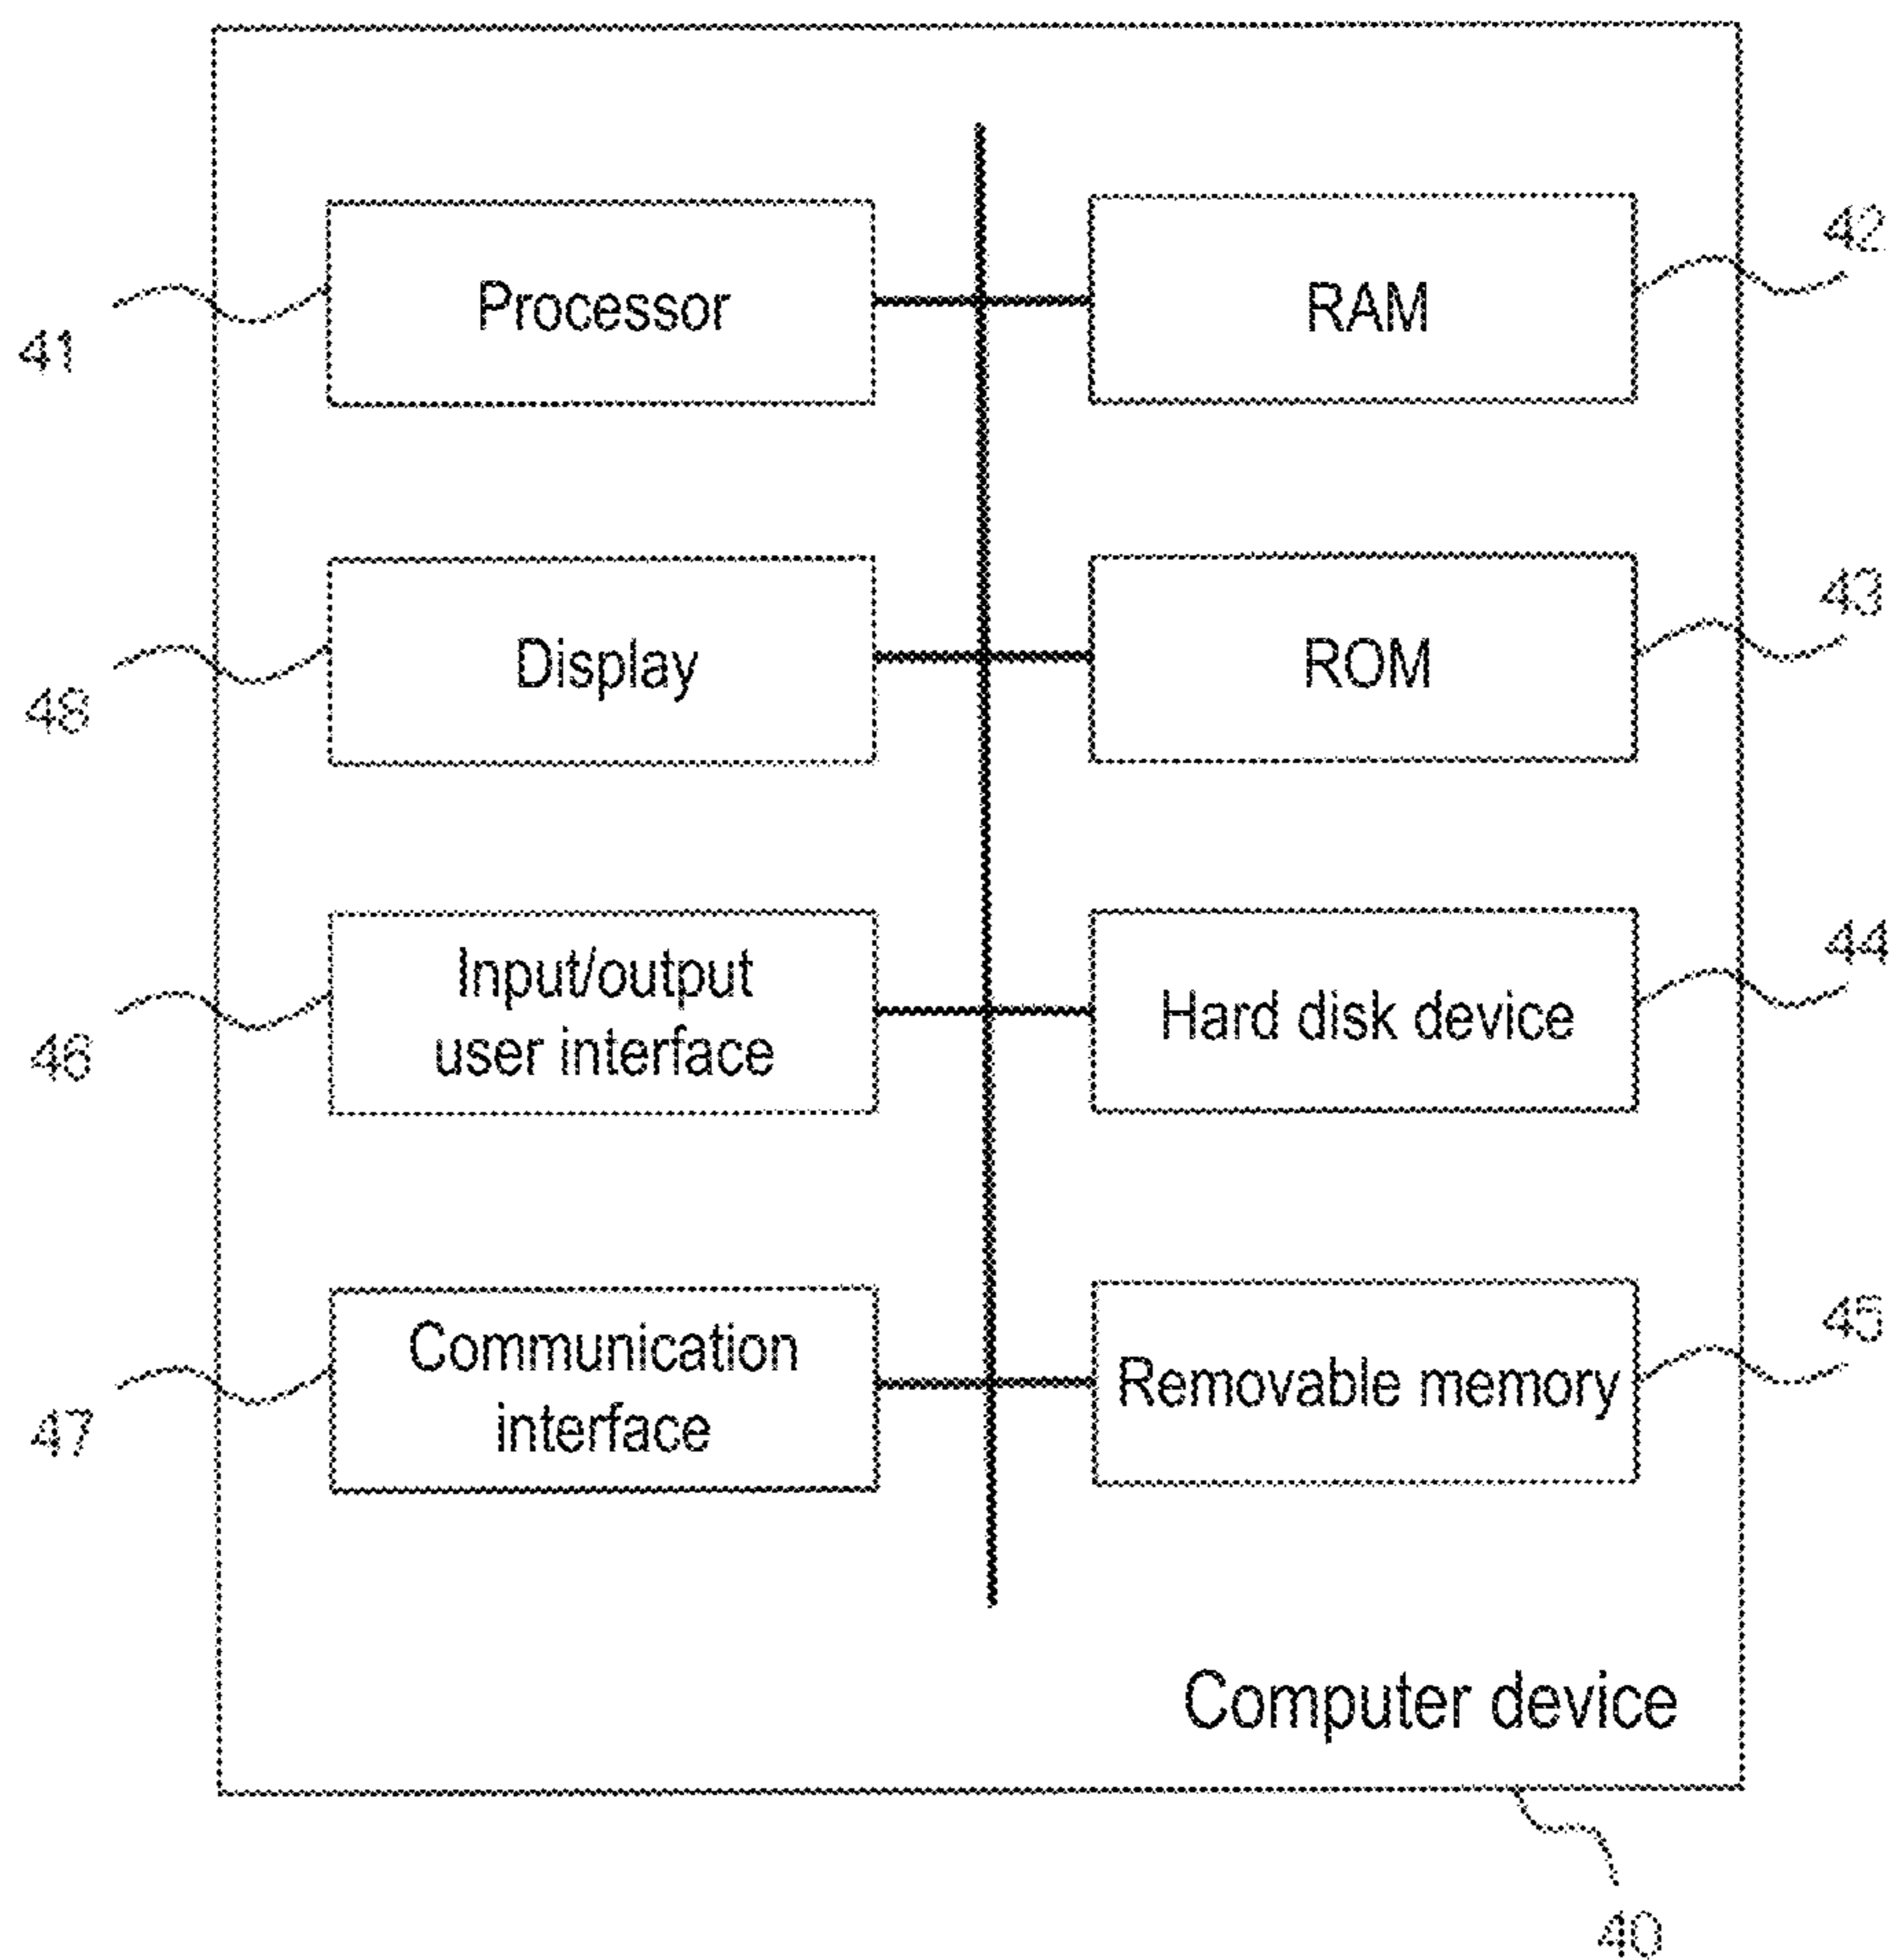 Processor
RAM
41
42
Display
ROM
48
43
Input/output
user interface
Hard disk device
46
44
Communication
interface
Removable memory
47
45
Computer device
40